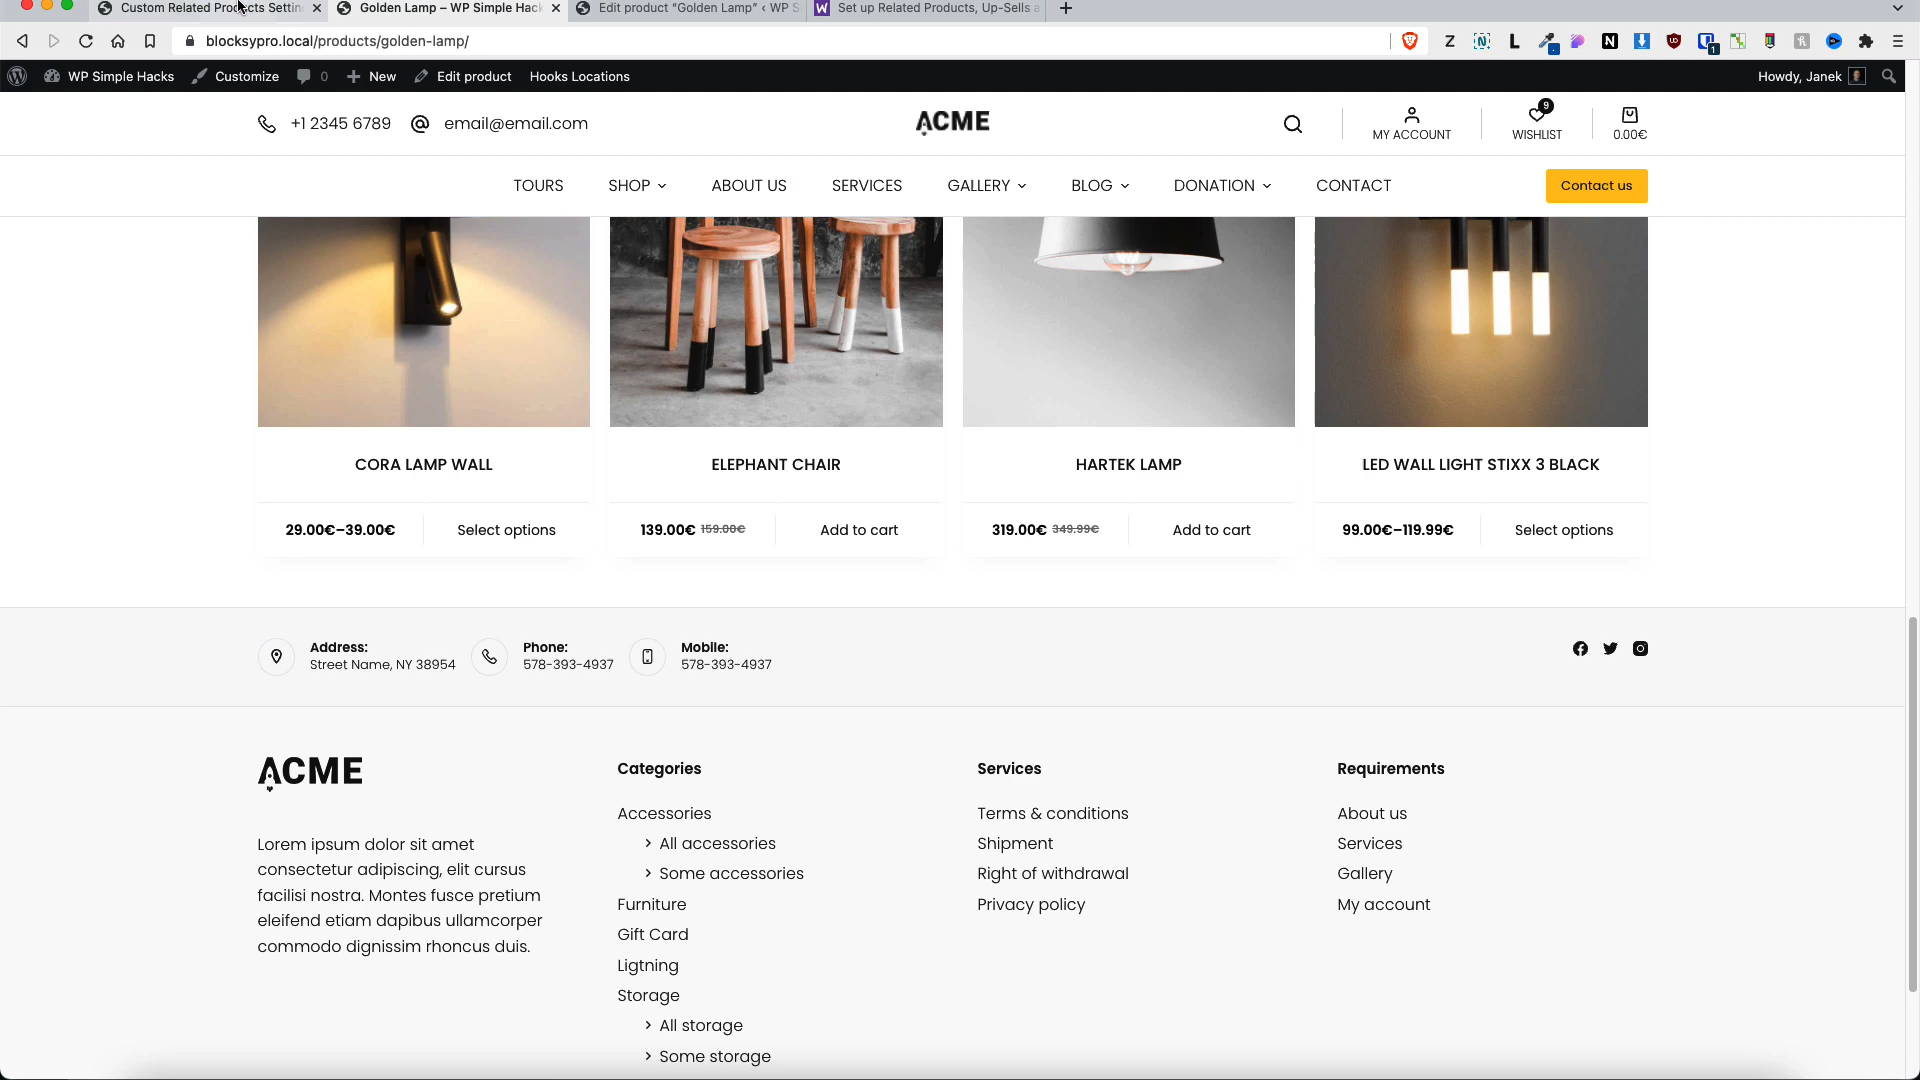 Custom Related Products Settin
Golden Lamp – WP Simple Hac
Edit product “Golden Lamp” ‹ WP S
Set up Related Products, Up-Sells a
blocksypro.local/products/golden-lamp/
WP Simple Hacks
Customize
0
New
Edit product
Hooks Locations
Howdy, Janek
+1 2345 6789
email@email.com
ACME
MY ACCOUNT
9
WISHLIST
0.00€
TOURS
SHOP
ABOUT US
SERVICES
GALLERY
BLOG
DONATION
CONTACT
Contact us
CORA LAMP WALL
ELEPHANT CHAIR
HARTEK LAMP
LED WALL LIGHT STIXX 3 BLACK
29.00€–39.00€
Select options
139.00€ 159.00€
Add to cart
319.00€ 349.99€
Add to cart
99.00€–119.99€
Select options
Address:
Street Name, NY 38954
Phone:
578-393-4937
Mobile:
578-393-4937
ACME
Lorem ipsum dolor sit amet
consectetur adipiscing, elit cursus
facilisi nostra. Montes fusce pretium
eleifend etiam dapibus ullamcorper
commodo dignissim rhoncus duis.
Categories
Accessories
All accessories
Some accessories
Furniture
Gift Card
Ligtning
Storage
All storage
Some storage
Services
Terms & conditions
Shipment
Right of withdrawal
Privacy policy
Requirements
About us
Services
Gallery
My account